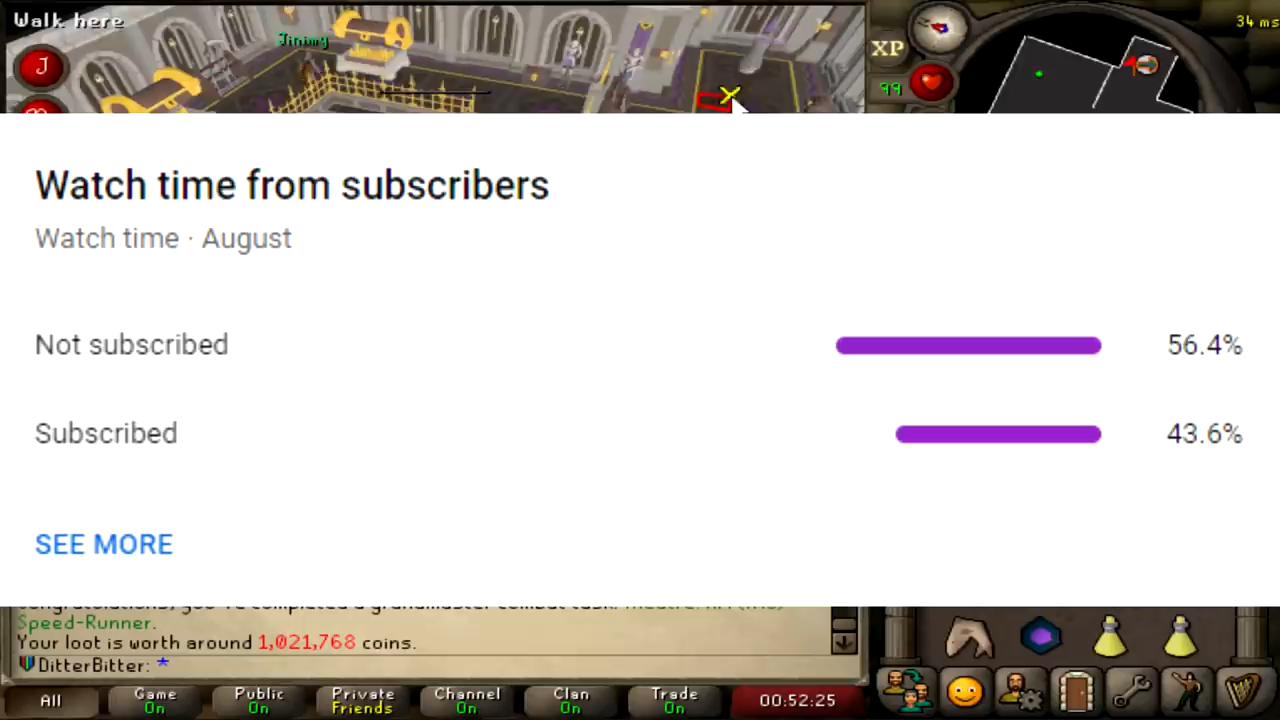 Walk here
34 ms
Jinimy
J
XP
99
Watch time from subscribers
Watch time · August
Not subscribed 56.4%
Subscribed 43.6%
SEE MORE
Speed-Runner.
Your loot is worth around 1,021,768 coins.
DitterBitter: *
All
Game On
Public On
Private Friends
Channel On
Clan On
Trade On
00:52:25